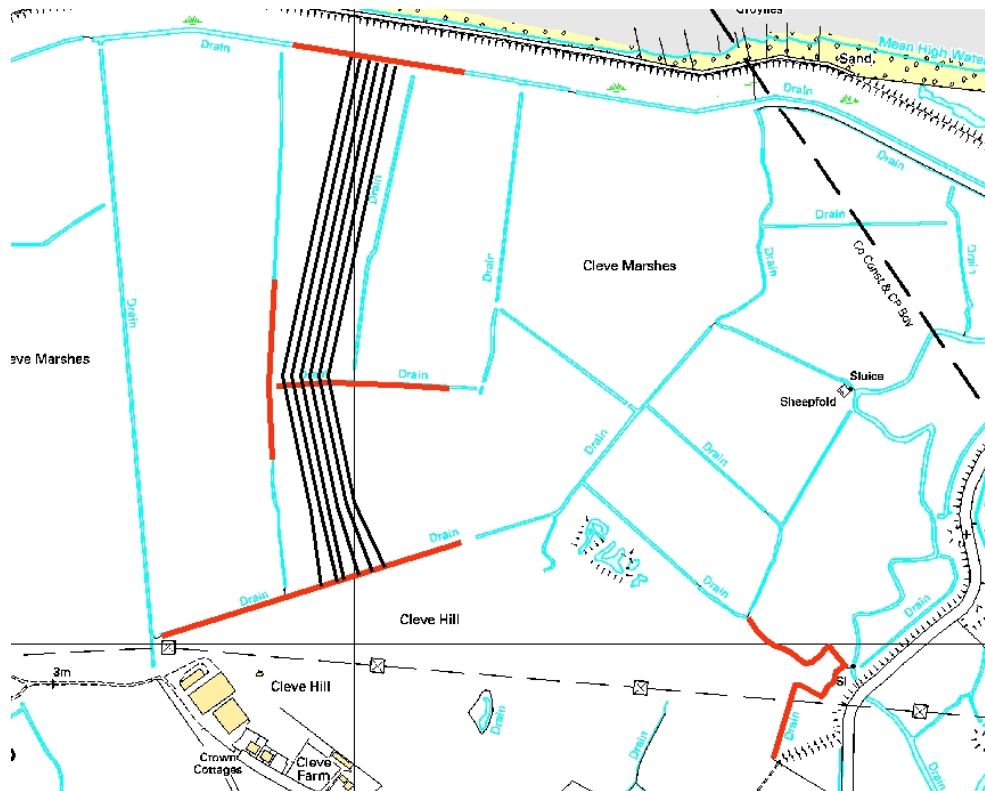 Groynes
Mean High Water
Sand
Drain
Drain
Drain
Drain
Drain
Drain
Drain
Drain
Drain
Cleve Marshes
Drain
Co Const & CP Bdy
Drain
eve Marshes
Drain
Drain
Sluice
Sheepfold
Drain
Drain
Drain
Drain
Drain
Drain
Cleve Hill
3m
Sl
Cleve Hill
Drain
Drain
Drain
Crown
Cottages
Cleve
Farm
Drain